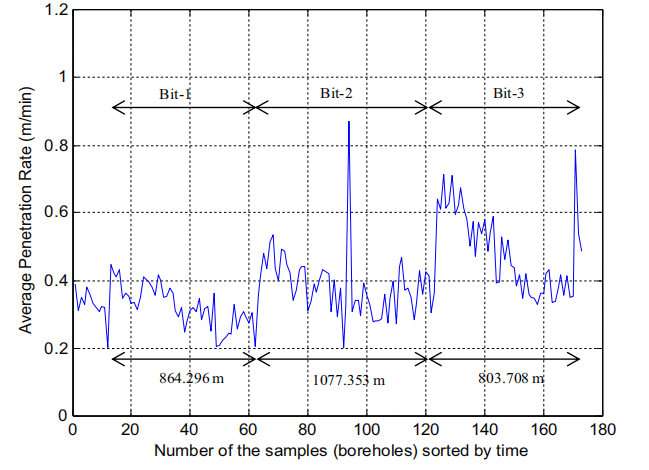 1.2
1
0.8
0.6
0.4
0.2
0
Average Penetration Rate (m/min)
Bit-1
Bit-2
Bit-3
864.296 m
1077.353 m
803.708 m
0 20 40 60 80 100 120 140 160 180
Number of the samples (boreholes) sorted by time